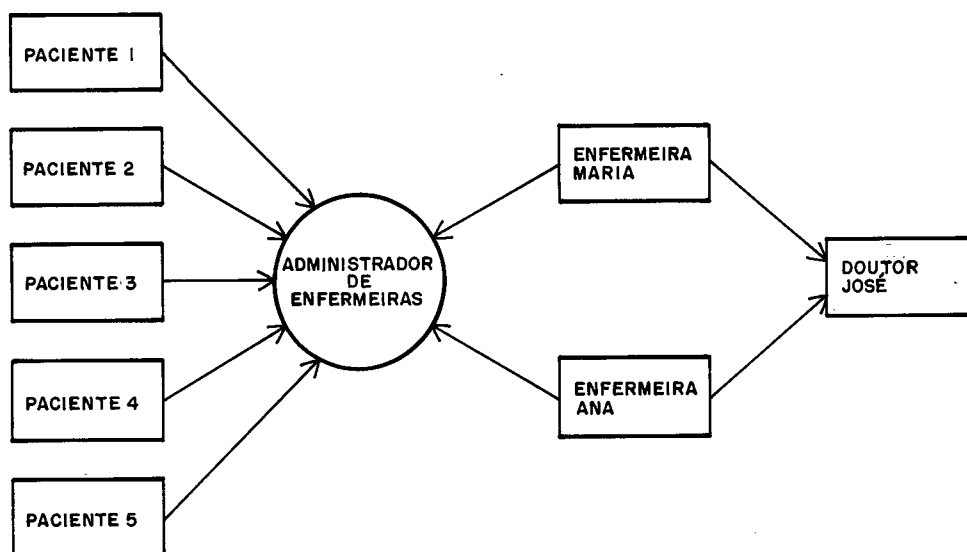 PACIENTE 1
PACIENTE 2
PACIENTE 3
PACIENTE 4
PACIENTE 5
ADMINISTRADOR
DE
ENFERMEIRAS
ENFERMEIRA
MARIA
ENFERMEIRA
ANA
DOUTOR
JOSÉ